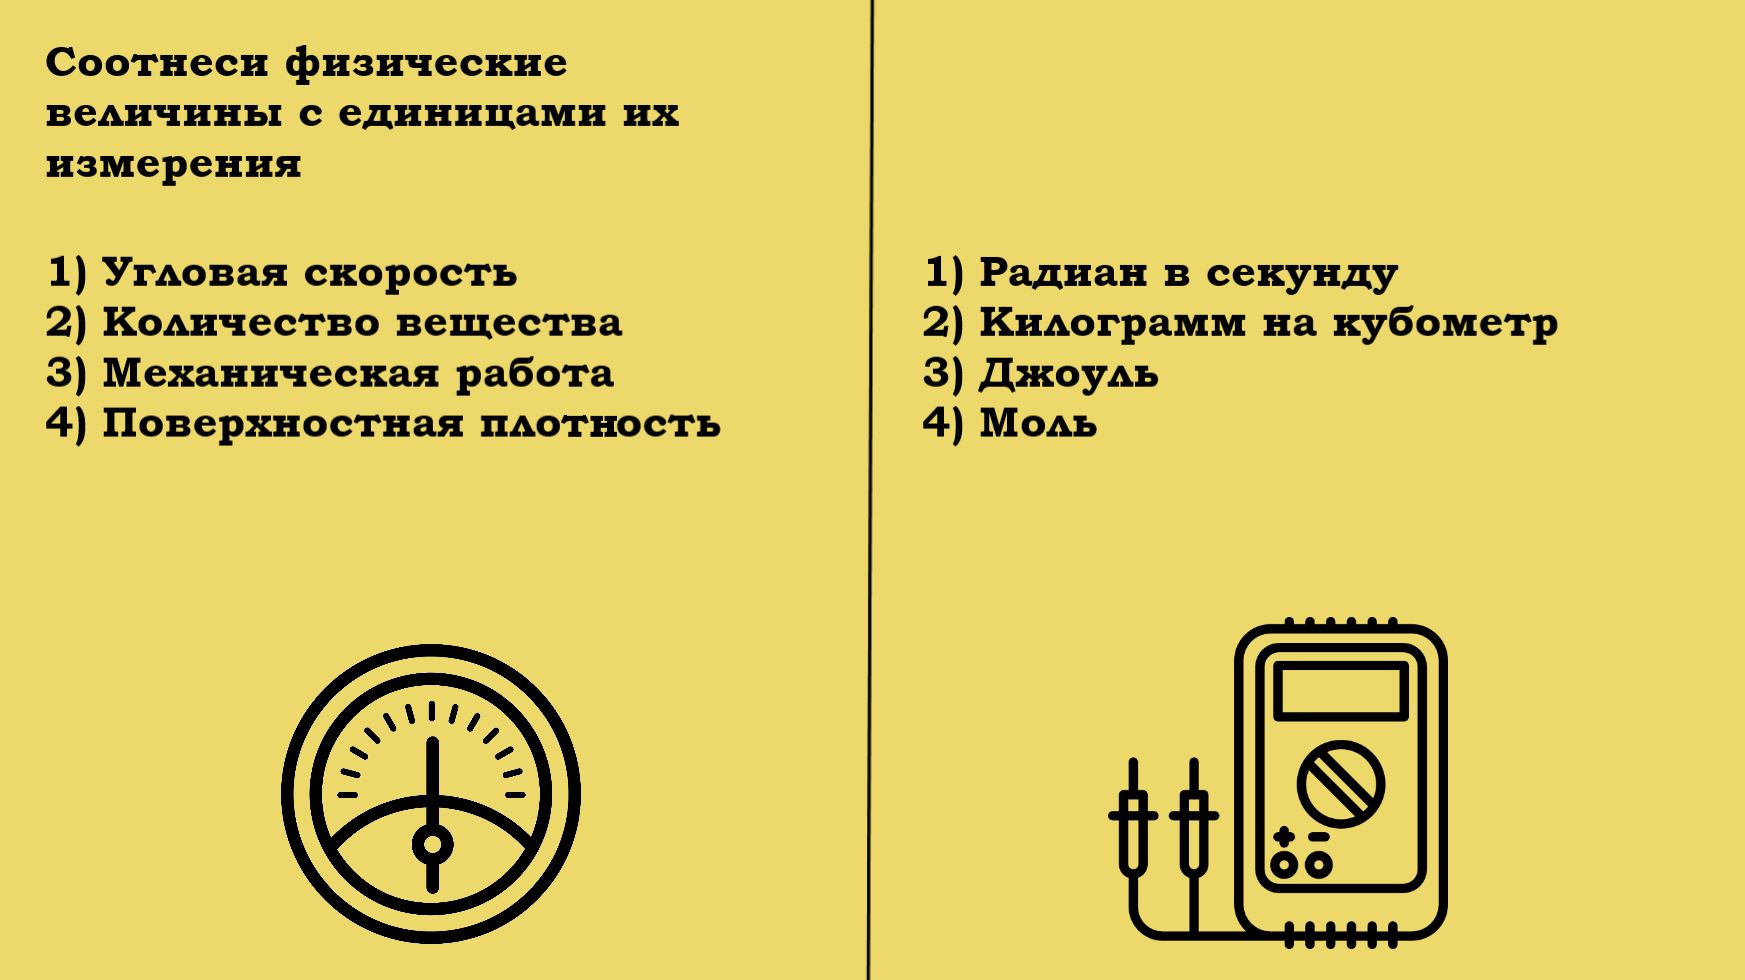 Соотнеси физические
величины с единицами их
измерения
1) Угловая скорость
2) Количество вещества
3) Механическая работа
4) Поверхностная плотность
1) Радиан в секунду
2) Килограмм на кубометр
3) Джоуль
4) Моль